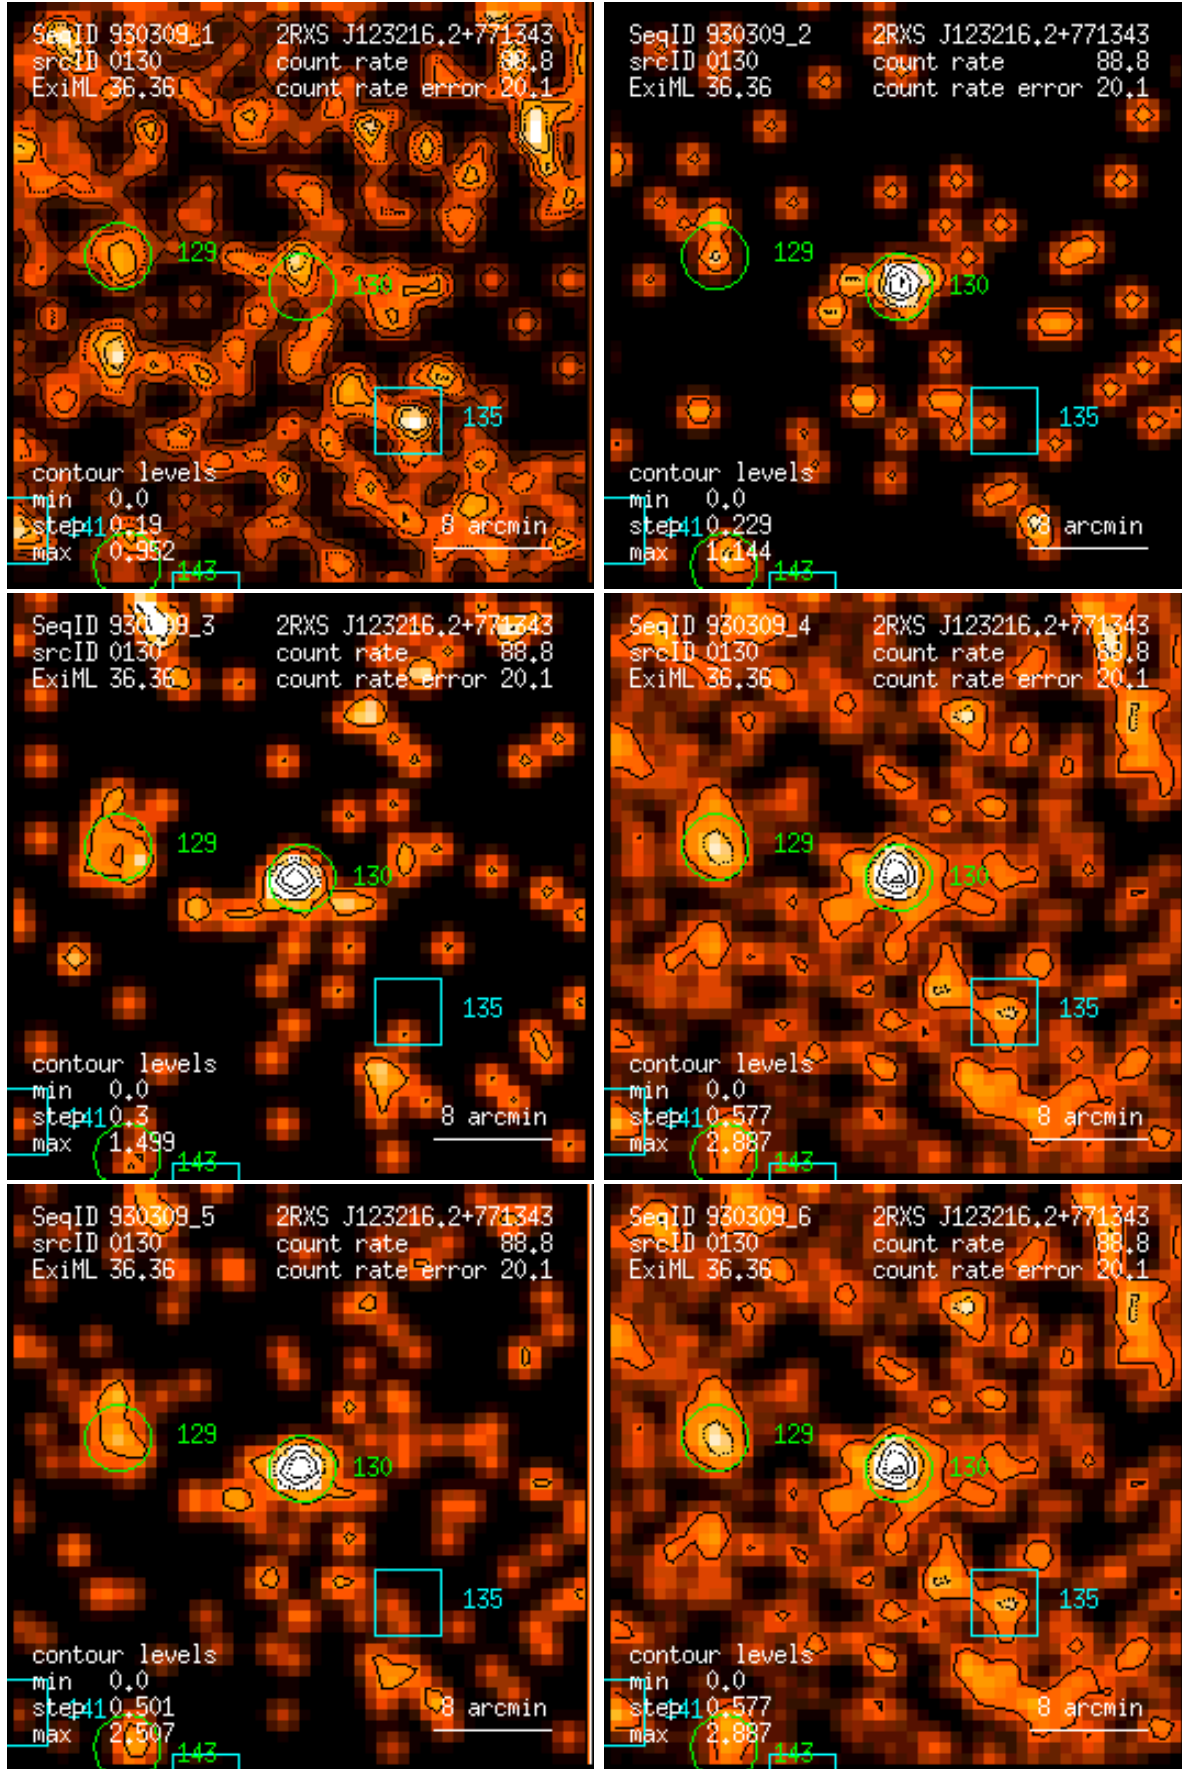 SeqID 930309_1 2RXS J123216.2+771343
srcID 0130 count rate 88.8
ExiML 36.36 count rate error 20.1
129
130
135
contour levels
min 0.0
step 0.19
141
max 0.952
8 arcmin
143
SeqID 930309_2 2RXS J123216.2+771343
srcID 0130 count rate 88.8
ExiML 36.36 count rate error 20.1
129
130
135
contour levels
min 0.0
step 0.229
141
max 1.144
8 arcmin
143
SeqID 930309_3 2RXS J123216.2+771343
srcID 0130 count rate 88.8
ExiML 36.36 count rate error 20.1
129
130
135
contour levels
min 0.0
step 0.3
141
max 1.499
8 arcmin
143
SeqID 930309_4 2RXS J123216.2+771343
srcID 0130 count rate 88.8
ExiML 36.36 count rate error 20.1
129
130
135
contour levels
min 0.0
step 0.577
141
max 2.887
8 arcmin
143
SeqID 930309_5 2RXS J123216.2+771343
srcID 0130 count rate 88.8
ExiML 36.36 count rate error 20.1
129
130
135
contour levels
min 0.0
step 0.501
141
max 2.507
8 arcmin
143
SeqID 930309_6 2RXS J123216.2+771343
srcID 0130 count rate 88.8
ExiML 36.36 count rate error 20.1
129
130
135
contour levels
min 0.0
step 0.577
141
max 2.887
8 arcmin
143